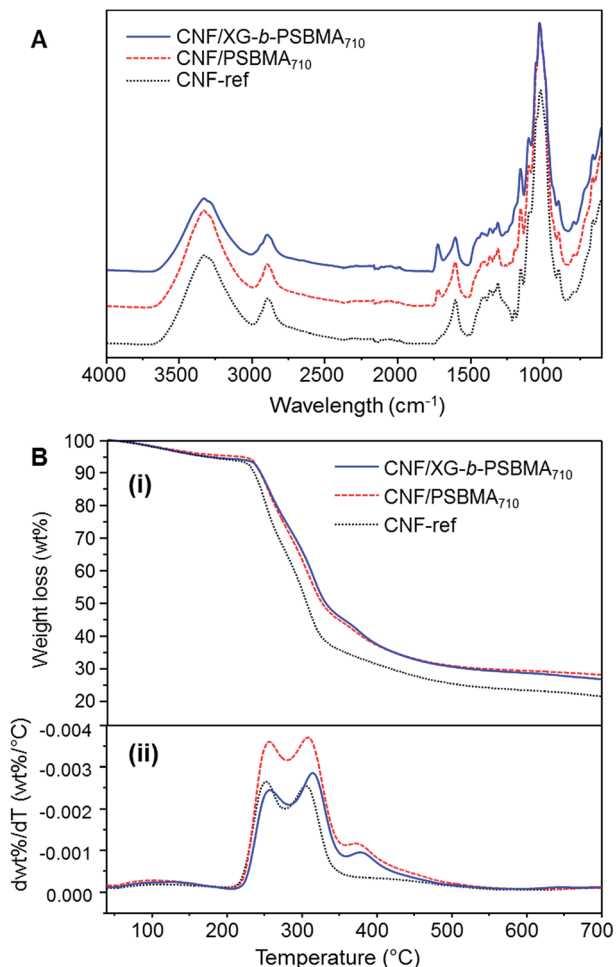 A
CNF/XG-b-PSBMA₇₁₀
CNF/PSBMA₇₁₀
CNF-ref
4000 3500 3000 2500 2000 1500 1000
Wavelength (cm⁻¹)
B
(i)
CNF/XG-b-PSBMA₇₁₀
CNF/PSBMA₇₁₀
CNF-ref
Weight loss (wt%)
100
90
80
70
60
50
40
30
20
(ii)
dwt%/dT (wt%/°C)
-0.004
-0.003
-0.002
-0.001
0.000
100 200 300 400 500 600 700
Temperature (°C)